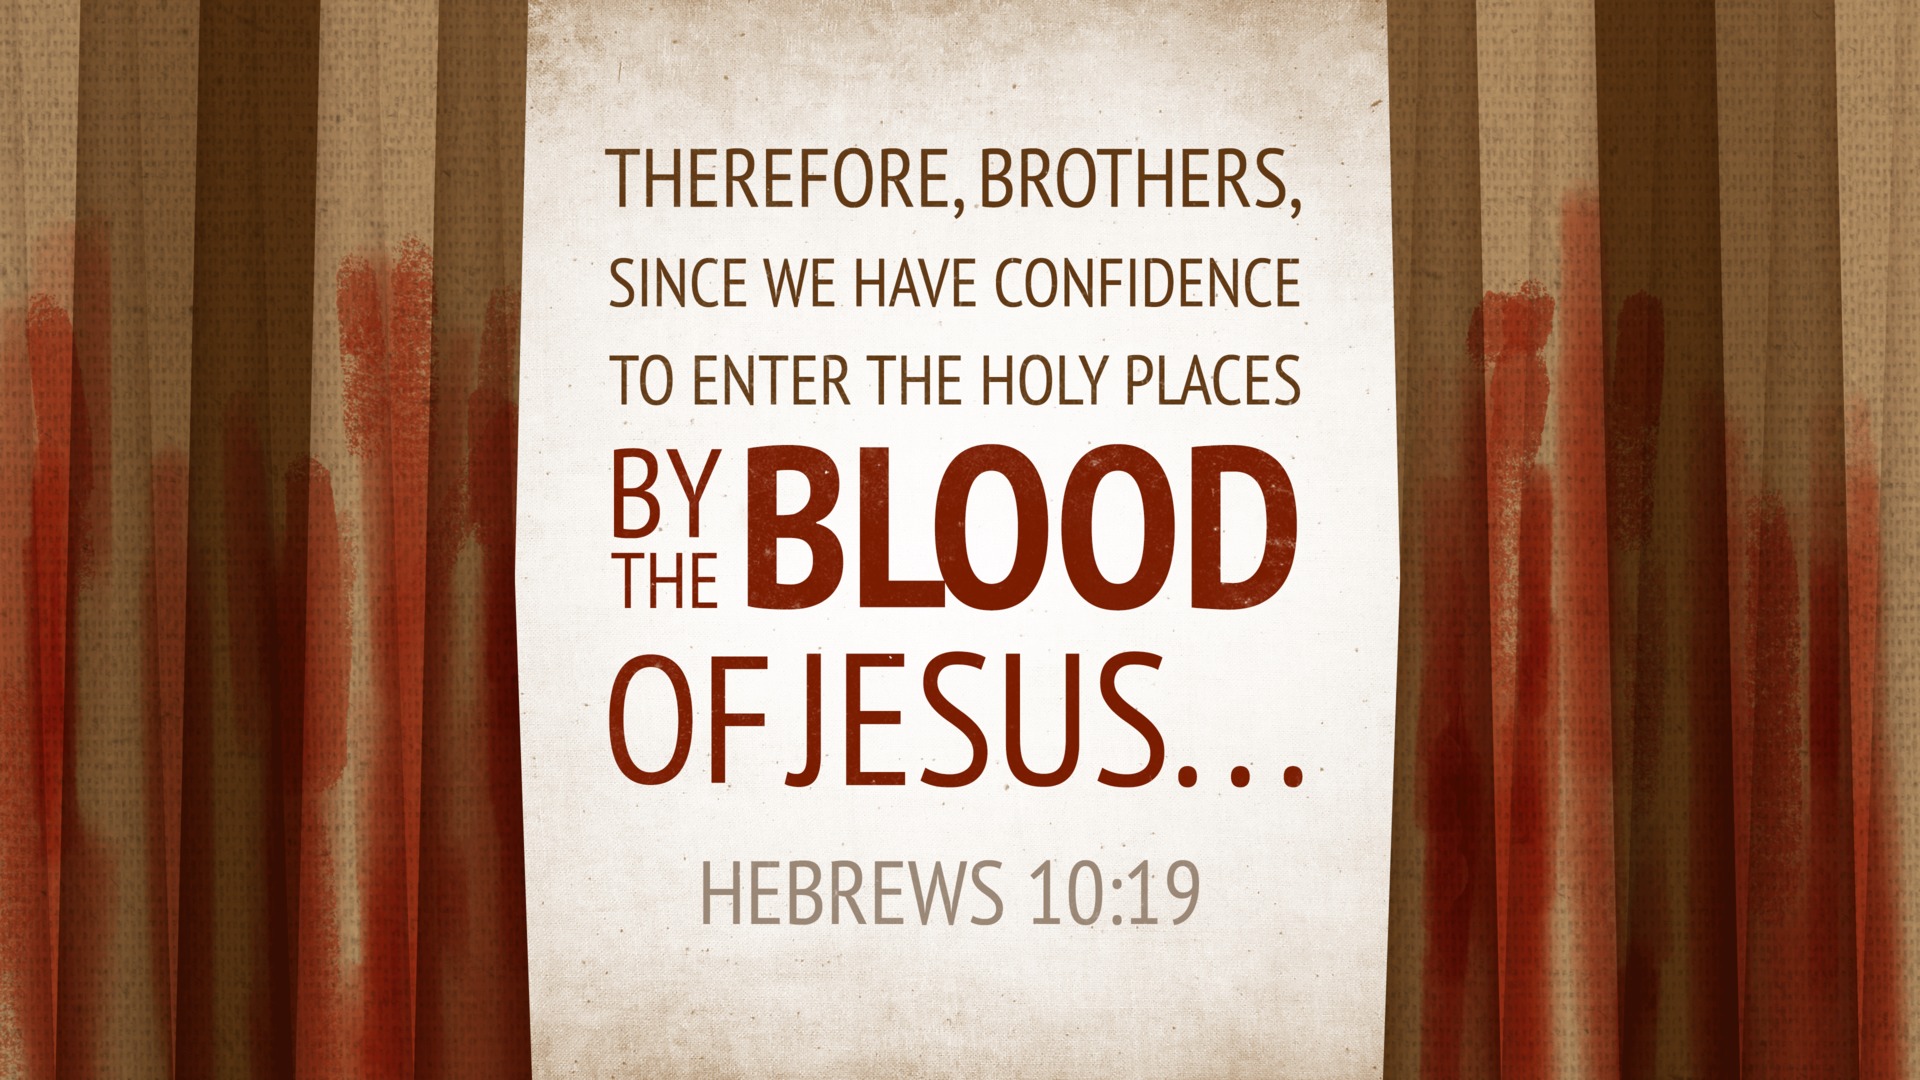 THEREFORE, BROTHERS,
SINCE WE HAVE CONFIDENCE
TO ENTER THE HOLY PLACES
BY THE BLOOD
OF JESUS...
HEBREWS 10:19